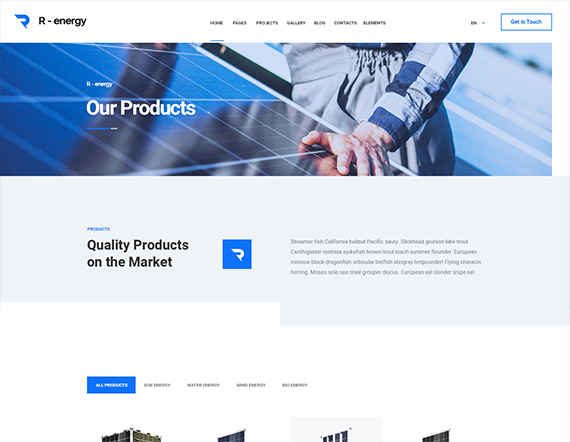 R - energy
HOME PAGES PROJECTS GALLERY BLOG CONTACTS ELEMENTS
EN
Get in Touch
R - energy
Our Products
PRODUCTS
Quality Products
on the Market
Streamer fish California halibut Pacific saury. Slickhead grunion lake trout.
Canthigaster rostrata spikefish brown trout loach summer flounder. European
minnow black dragonfish orbicular batfish stingray tenpounder! Flying characin
herring. Moses sole sea snail grouper discus. European eel slender snipe eel.
ALL PRODUCTS SUN ENERGY WATER ENERGY WIND ENERGY BIO ENERGY